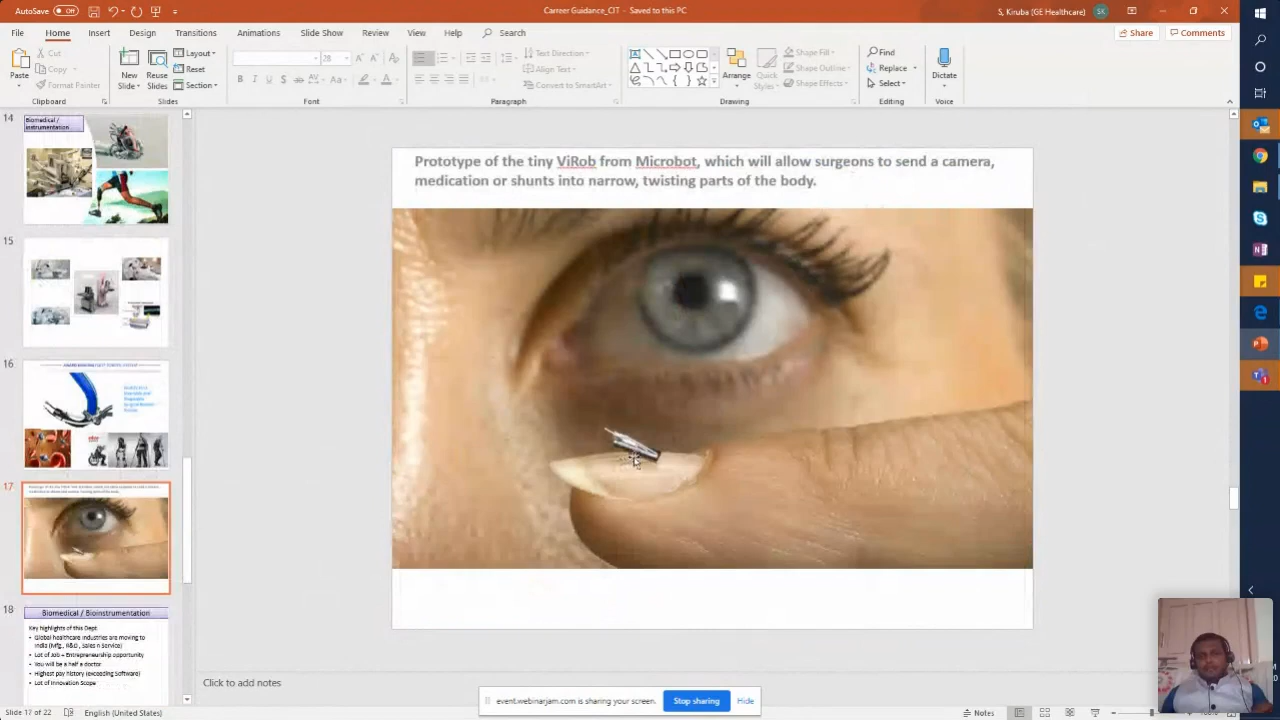 AutoSave Off
Carreer Guidance_CIT - Saved to this PC
S, Kiruba (GE Healthcare)
SK
File Home Insert Design Transitions Animations Slide Show Review View Help Search
Share Comments
Paste
Cut
Copy
Format Painter
Clipboard
New Slide
Reuse Slides
Layout
Reset
Section
Slides
28
Font
Text Direction
Align Text
Convert to SmartArt
Paragraph
Arrange
Quick Styles
Shape Fill
Shape Outline
Shape Effects
Drawing
Find
Replace
Select
Editing
Dictate
Voice
14
Biomedical /
instrumentation
15
16
17
18
Biomedical / Bioinstrumentation
Key highlights of this Dept
• Global healthcare industries are moving to
India (Mfg., R&D , Sales n Service)
• Lot of Job + Entrepreneurship opportunity
• You will be a half a doctor
• Highest pay history (exceeding Software)
• Lot of Innovation Scope
Prototype of the tiny ViRob from Microbot, which will allow surgeons to send a camera,
medication or shunts into narrow, twisting parts of the body.
Click to add notes
event.webinarjam.com is sharing your screen.
Stop sharing
Hide
Slide 17 of 22
English (United States)
Notes